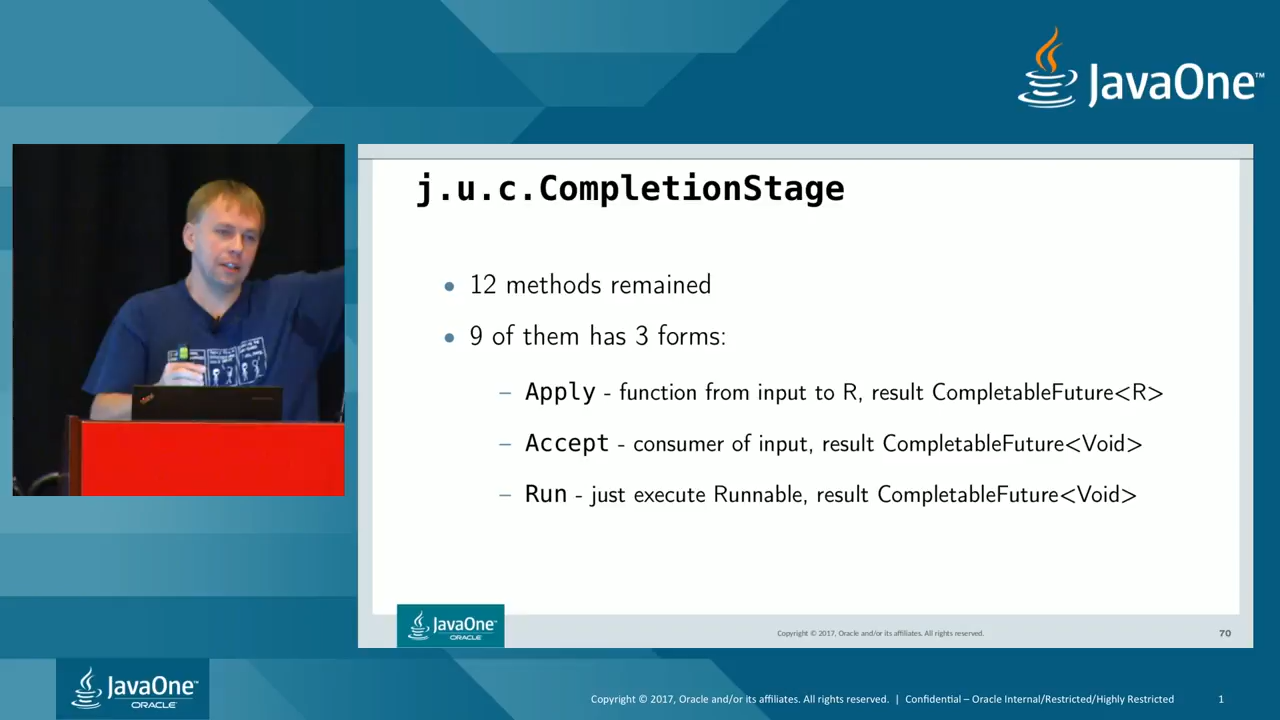 JavaOne™
j.u.c.CompletionStage
• 12 methods remained
• 9 of them has 3 forms:
– Apply - function from input to R, result CompletableFuture<R>
– Accept - consumer of input, result CompletableFuture<Void>
– Run - just execute Runnable, result CompletableFuture<Void>
JavaOne™
ORACLE
Copyright © 2017, Oracle and/or its affiliates. All rights reserved.
70
JavaOne™
ORACLE
Copyright © 2017, Oracle and/or its affiliates. All rights reserved. | Confidential – Oracle Internal/Restricted/Highly Restricted
1